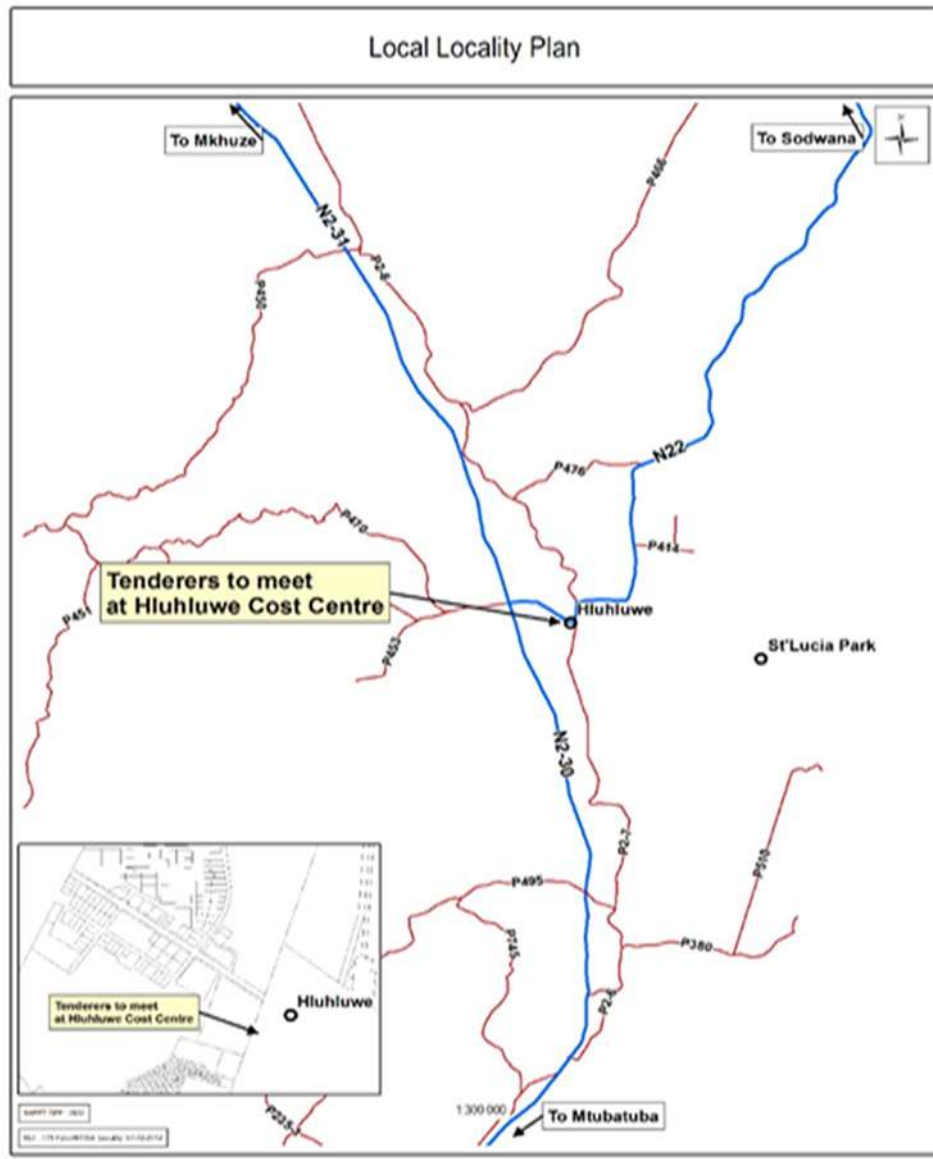 Local Locality Plan
To Mkhuze
To Sodwana
N2-31
P466
P2-8
P450
N22
P476
P470
P414
Tenderers to meet
at Hluhluwe Cost Centre
Hluhluwe
P451
P453
St'Lucia Park
N2-30
P2-7
P510
P495
P745
P380
Hluhluwe
Tenderers to meet
at Hluhluwe Cost Centre
1:300 000
To Mtubatuba